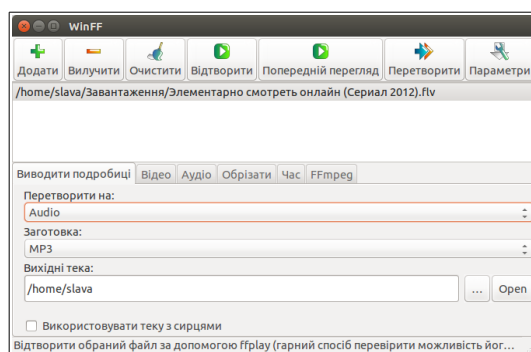 WinFF
Додати Вилучити Очистити Відтворити Попередній перегляд Перетворити Параметри
/home/slava/Завантаження/Элементарно смотреть онлайн (Сериал 2012).flv
Виводити подробиці Відео Аудіо Обрізати Час FFmpeg
Перетворити на:
Audio
Заготовка:
MP3
Вихідні тека:
/home/slava ... Open
Використовувати теку з сирцями
Відтворити обраний файл за допомогою ffplay (гарний спосіб перевірити можливість йог...